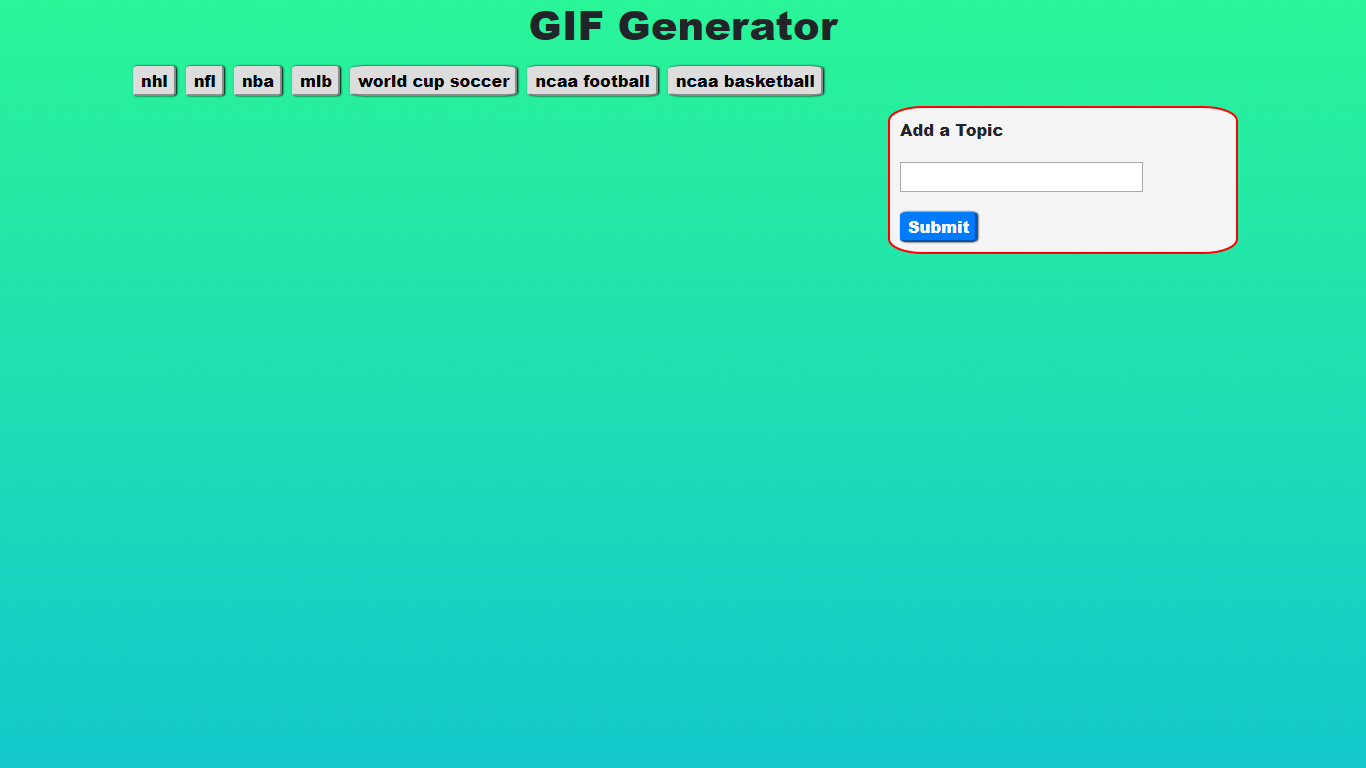 GIF Generator
nhl nfl nba mlb world cup soccer ncaa football ncaa basketball
Add a Topic
Submit